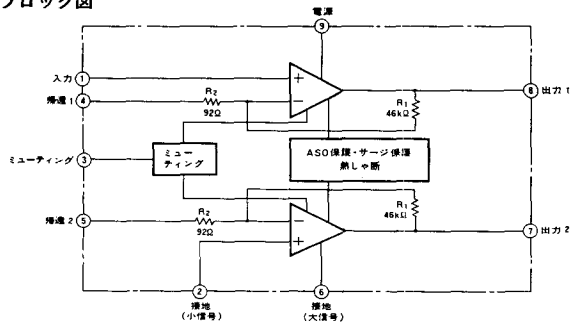 ブロック図
電源
9
入力 1
帰還1 4
R2
92Ω
R1
46kΩ
8 出力1
ミューティング 3
ミュー
ティング
ASO保護・サージ保護
熱しゃ断
帰還2 5
R2
92Ω
R1
46kΩ
7 出力2
2
接地
(小信号)
6
接地
(大信号)